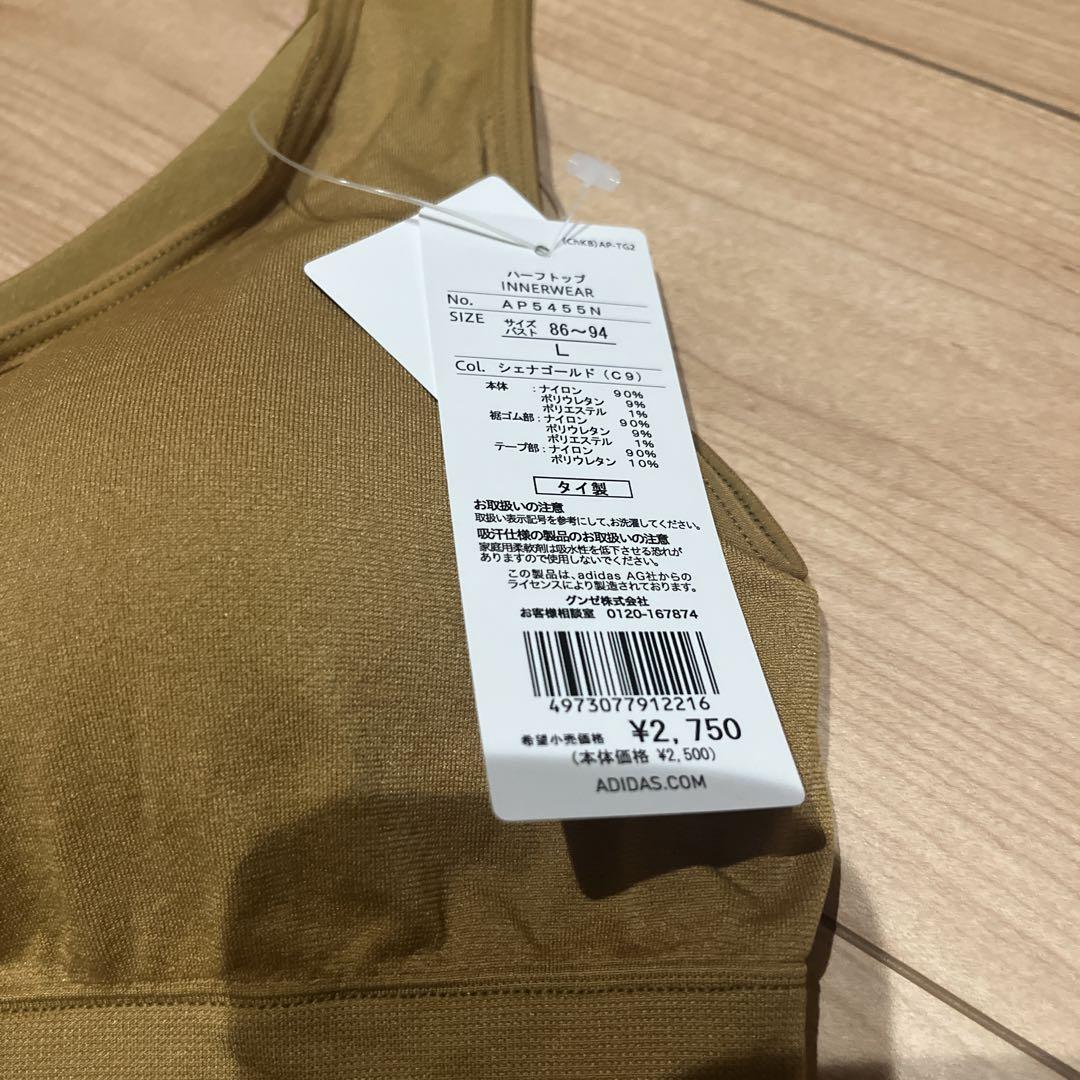 (ChK8)AP-TG2
ハーフトップ
INNERWEAR
No. AP5455N
SIZE サイズ バスト 86〜94
L
Col. シェナゴールド(C9)
本体 :ナイロン 90%
ポリウレタン 9%
ポリエステル 1%
裾ゴム部:ナイロン 90%
ポリウレタン 9%
ポリエステル 1%
テープ部:ナイロン 90%
ポリウレタン 10%
タイ製
お取扱いの注意
取扱い表示記号を参考にして、お洗濯してください。
吸汗仕様の製品のお取扱いの注意
家庭用柔軟剤は吸水性を低下させる恐れが
ありますので使用しないでください。
この製品は、adidas AG社からの
ライセンスにより製造されております。
グンゼ株式会社
お客様相談室 0120-167874
4973077912216
希望小売価格 ¥2,750
(本体価格 ¥2,500)
ADIDAS.COM